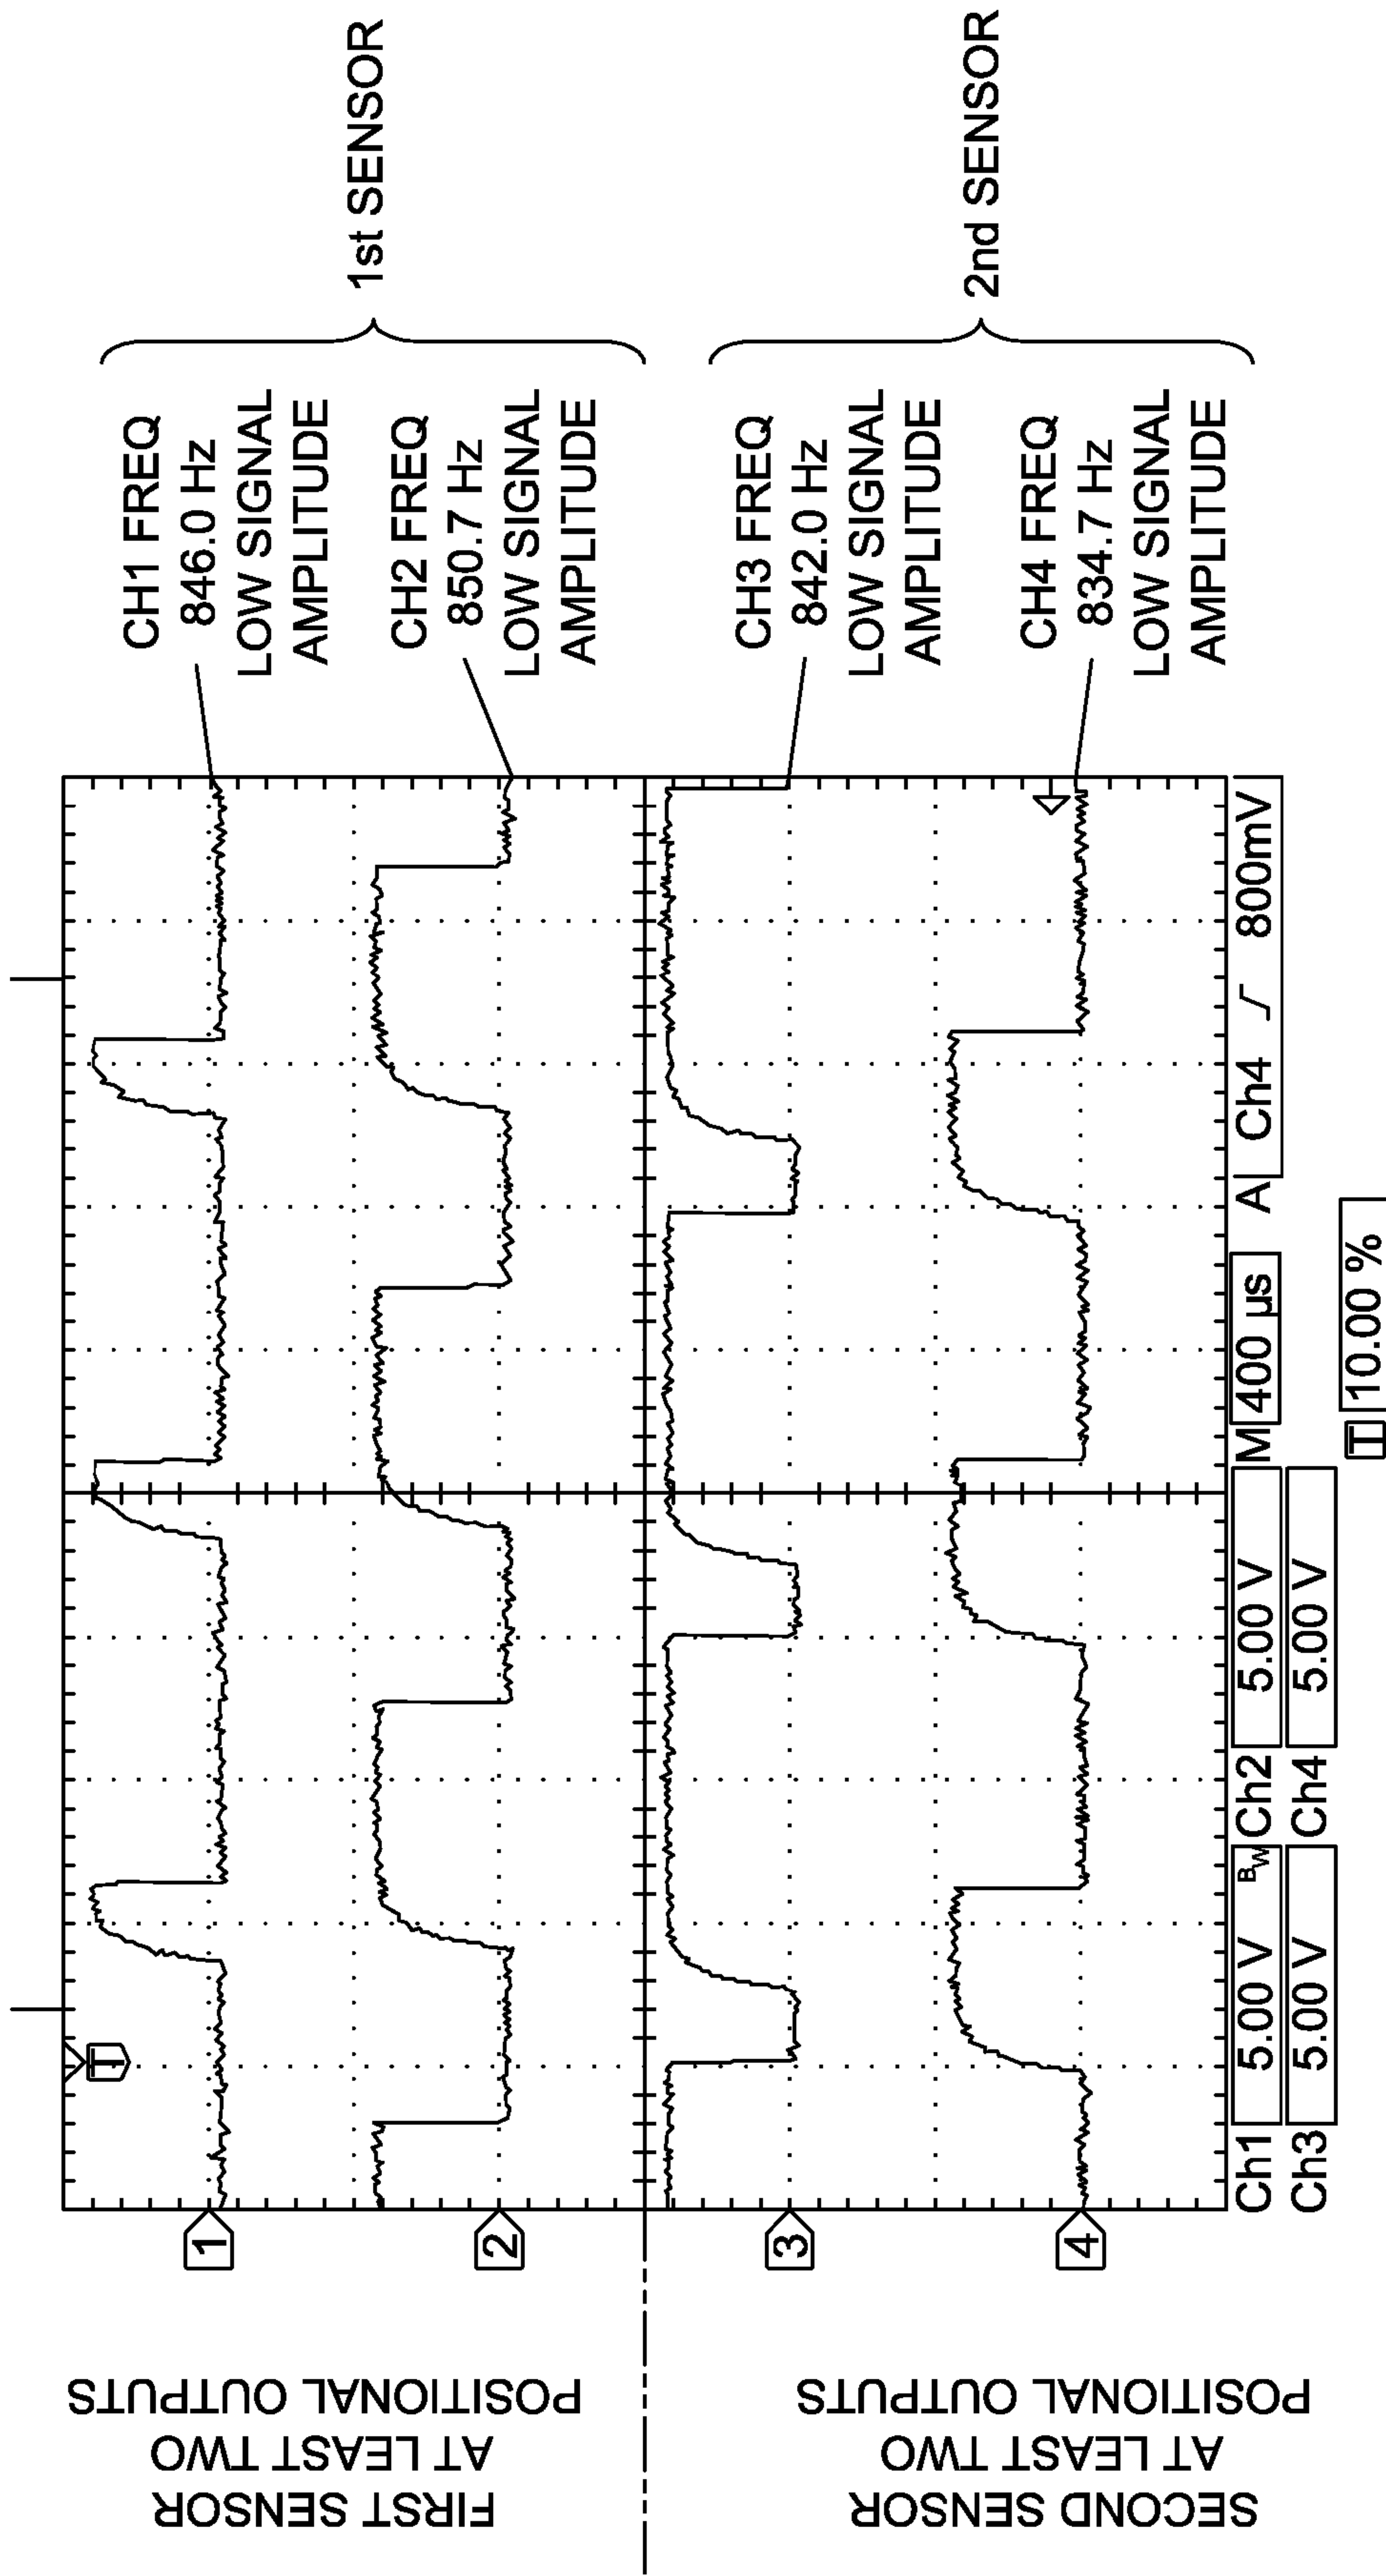 FIRST SENSOR
AT LEAST TWO
POSITIONAL OUTPUTS
SECOND SENSOR
AT LEAST TWO
POSITIONAL OUTPUTS
T
1
2
3
4
CH1 FREQ
846.0 Hz
LOW SIGNAL
AMPLITUDE
CH2 FREQ
850.7 Hz
LOW SIGNAL
AMPLITUDE
1st SENSOR
CH3 FREQ
842.0 Hz
LOW SIGNAL
AMPLITUDE
CH4 FREQ
834.7 Hz
LOW SIGNAL
AMPLITUDE
2nd SENSOR
Ch1 5.00 V BW Ch2 5.00 V M 400 µs A Ch4 800mV
Ch3 5.00 V Ch4 5.00 V
T 10.00 %